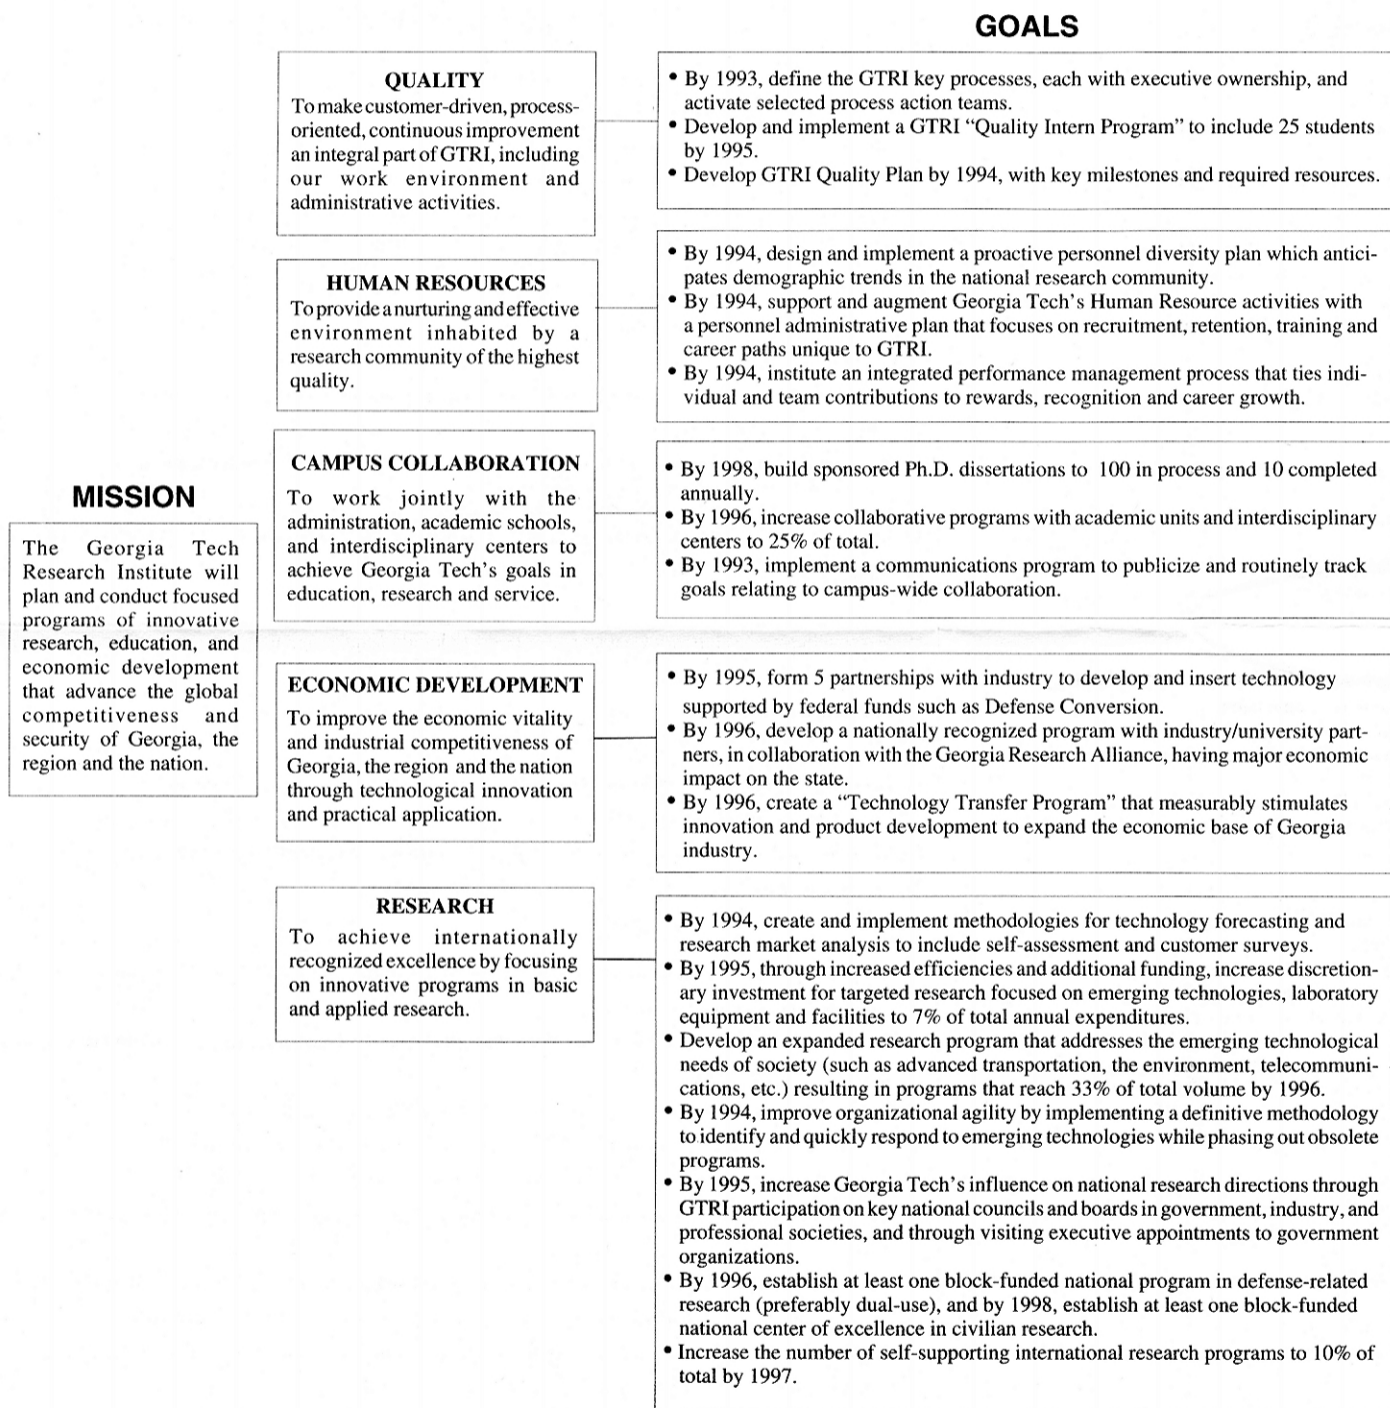 GOALS
QUALITY
To make customer-driven, process-
oriented, continuous improvement
an integral part of GTRI, including
our work environment and
administrative activities.
• By 1993, define the GTRI key processes, each with executive ownership, and
activate selected process action teams.
• Develop and implement a GTRI “Quality Intern Program” to include 25 students
by 1995.
• Develop GTRI Quality Plan by 1994, with key milestones and required resources.
HUMAN RESOURCES
To provide a nurturing and effective
environment inhabited by a
research community of the highest
quality.
• By 1994, design and implement a proactive personnel diversity plan which antici-
pates demographic trends in the national research community.
• By 1994, support and augment Georgia Tech’s Human Resource activities with
a personnel administrative plan that focuses on recruitment, retention, training and
career paths unique to GTRI.
• By 1994, institute an integrated performance management process that ties indi-
vidual and team contributions to rewards, recognition and career growth.
MISSION
The Georgia Tech
Research Institute will
plan and conduct focused
programs of innovative
research, education, and
economic development
that advance the global
competitiveness and
security of Georgia, the
region and the nation.
CAMPUS COLLABORATION
To work jointly with the
administration, academic schools,
and interdisciplinary centers to
achieve Georgia Tech’s goals in
education, research and service.
• By 1998, build sponsored Ph.D. dissertations to 100 in process and 10 completed
annually.
• By 1996, increase collaborative programs with academic units and interdisciplinary
centers to 25% of total.
• By 1993, implement a communications program to publicize and routinely track
goals relating to campus-wide collaboration.
ECONOMIC DEVELOPMENT
To improve the economic vitality
and industrial competitiveness of
Georgia, the region and the nation
through technological innovation
and practical application.
• By 1995, form 5 partnerships with industry to develop and insert technology
supported by federal funds such as Defense Conversion.
• By 1996, develop a nationally recognized program with industry/university part-
ners, in collaboration with the Georgia Research Alliance, having major economic
impact on the state.
• By 1996, create a “Technology Transfer Program” that measurably stimulates
innovation and product development to expand the economic base of Georgia
industry.
RESEARCH
To achieve internationally
recognized excellence by focusing
on innovative programs in basic
and applied research.
• By 1994, create and implement methodologies for technology forecasting and
research market analysis to include self-assessment and customer surveys.
• By 1995, through increased efficiencies and additional funding, increase discretion-
ary investment for targeted research focused on emerging technologies, laboratory
equipment and facilities to 7% of total annual expenditures.
• Develop an expanded research program that addresses the emerging technological
needs of society (such as advanced transportation, the environment, telecommuni-
cations, etc.) resulting in programs that reach 33% of total volume by 1996.
• By 1994, improve organizational agility by implementing a definitive methodology
to identify and quickly respond to emerging technologies while phasing out obsolete
programs.
• By 1995, increase Georgia Tech’s influence on national research directions through
GTRI participation on key national councils and boards in government, industry, and
professional societies, and through visiting executive appointments to government
organizations.
• By 1996, establish at least one block-funded national program in defense-related
research (preferably dual-use), and by 1998, establish at least one block-funded
national center of excellence in civilian research.
• Increase the number of self-supporting international research programs to 10% of
total by 1997.